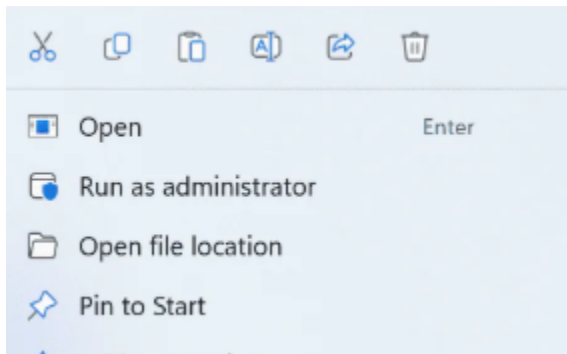 Open Enter
Run as administrator
Open file location
Pin to Start